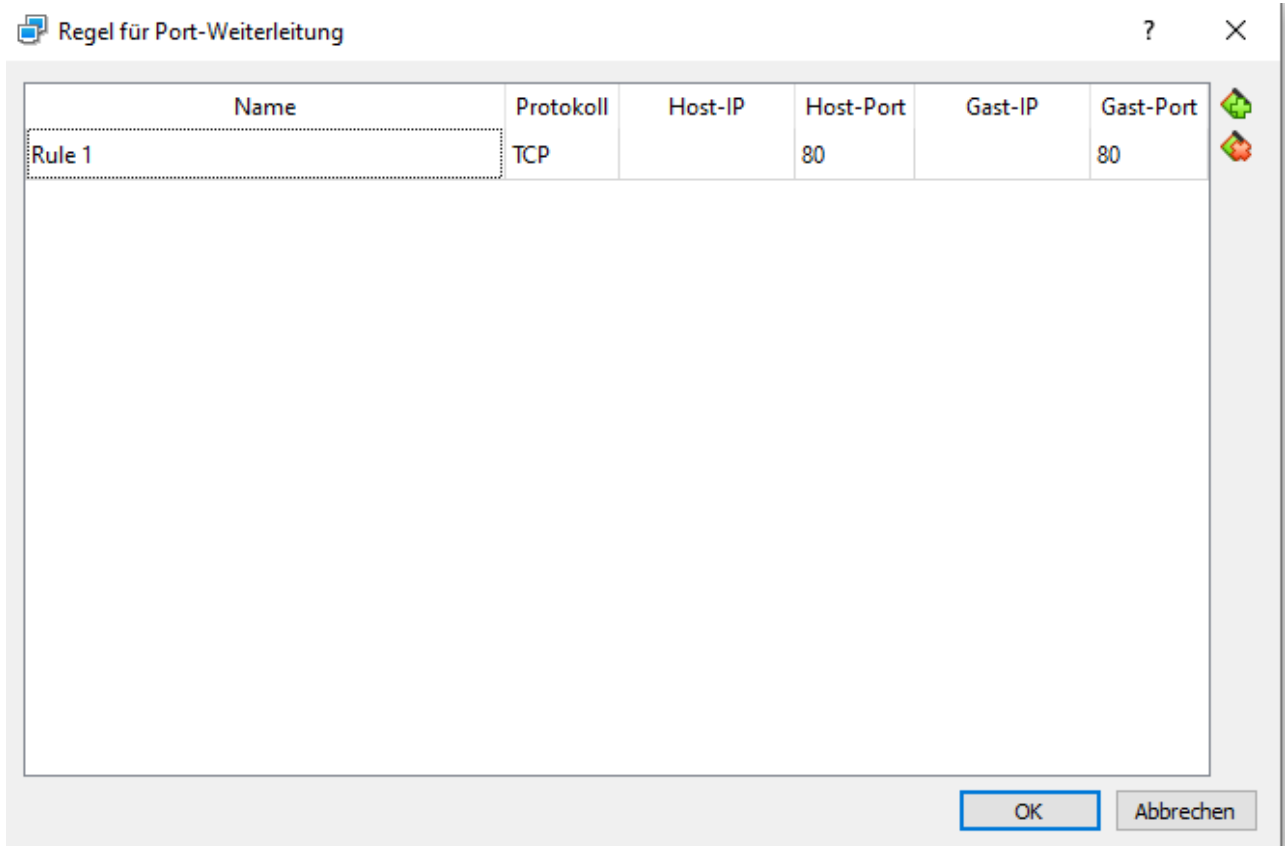 Regel für Port-Weiterleitung ?
Name Protokoll Host-IP Host-Port Gast-IP Gast-Port
Rule 1 TCP 80 80
OK Abbrechen